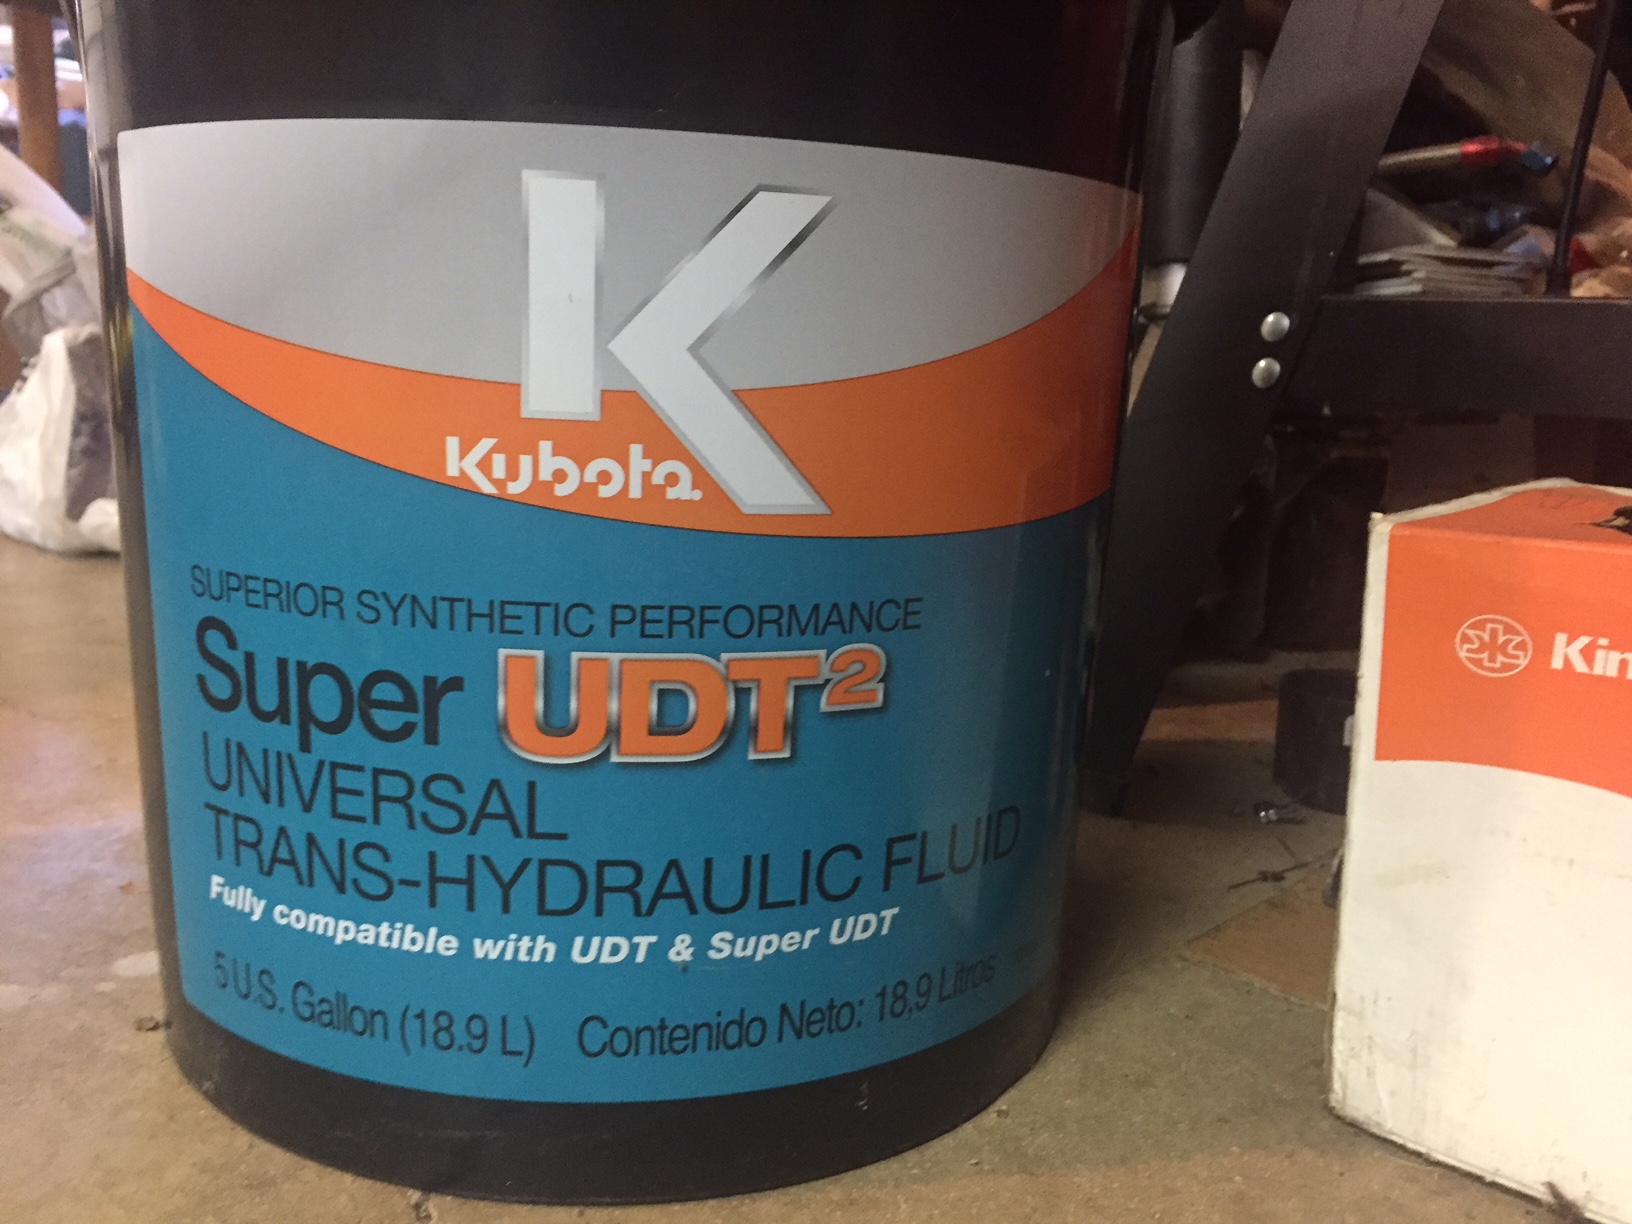 K
Kubota.
SUPERIOR SYNTHETIC PERFORMANCE
Super UDT²
UNIVERSAL
TRANS-HYDRAULIC FLUID
Fully compatible with UDT & Super UDT
5 U.S. Gallon (18.9 L) Contenido Neto: 18,9 Litros
Kin